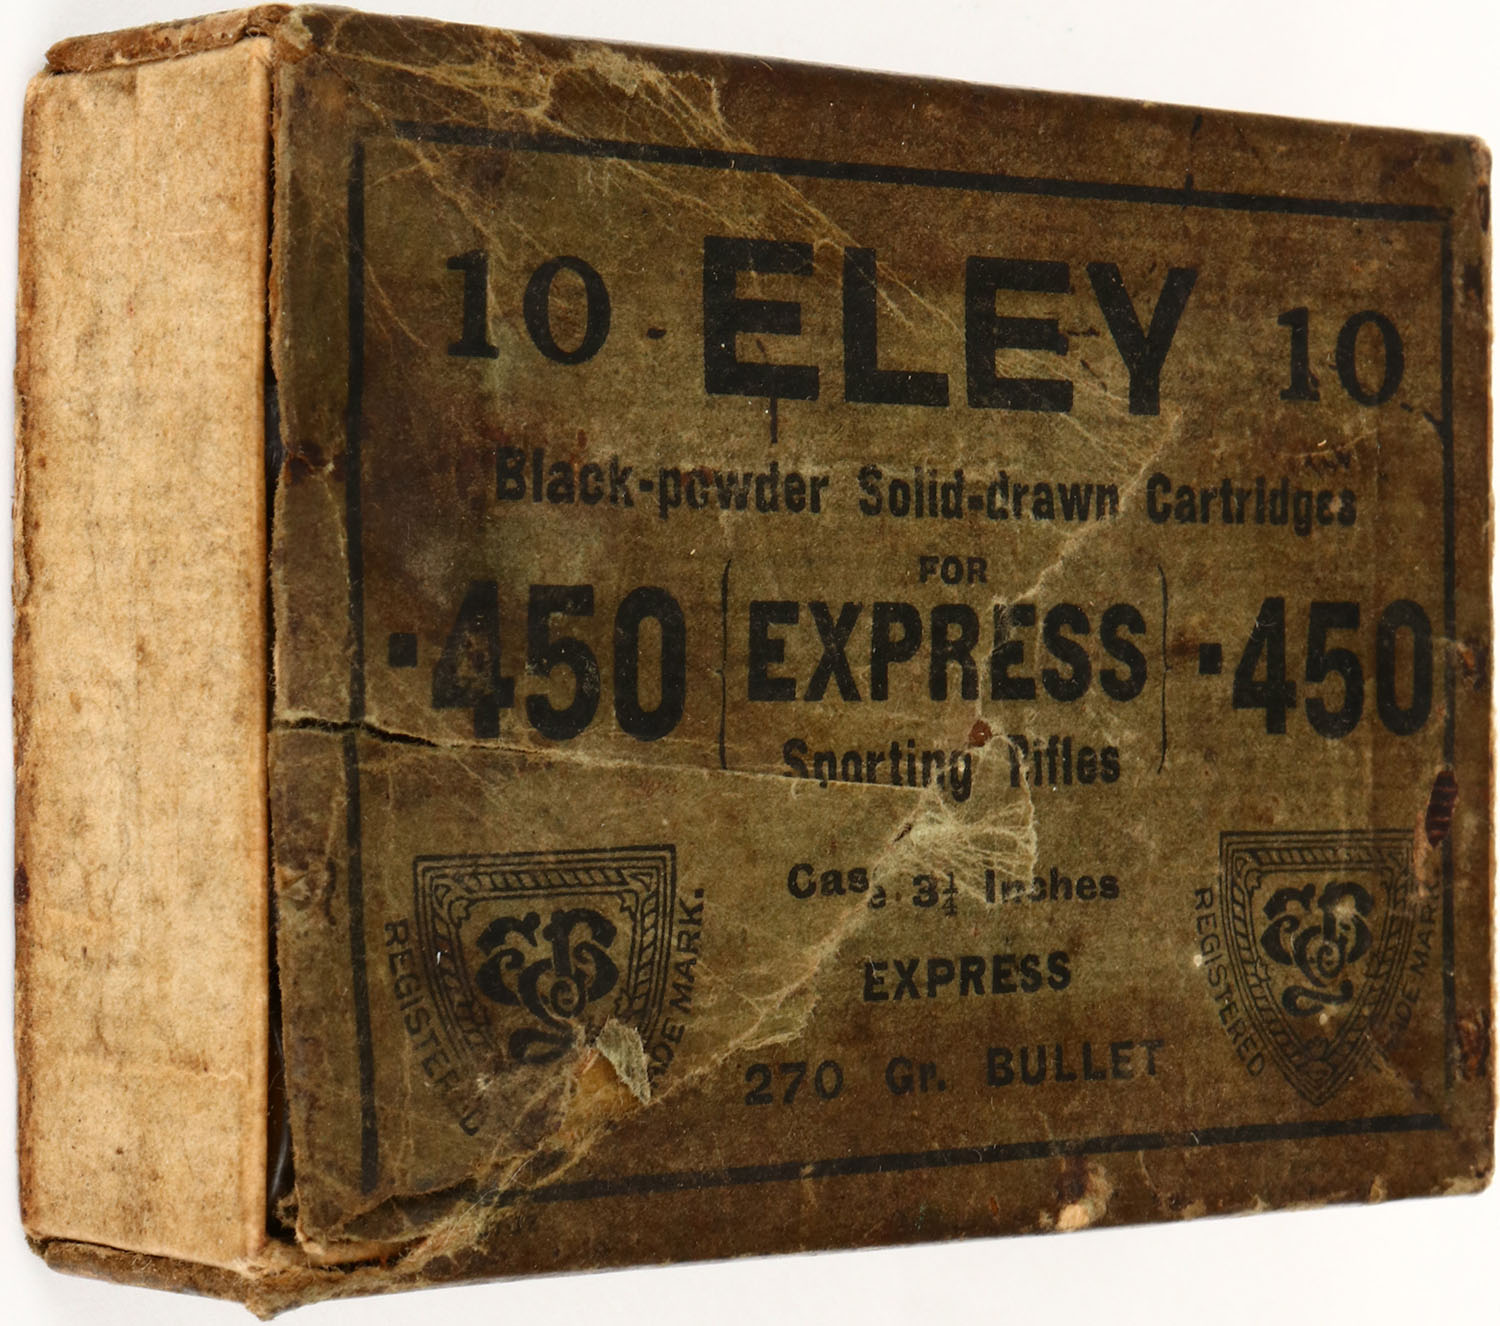 10 ELEY 10
Black-powder Solid-drawn Cartridges
FOR
·450 EXPRESS ·450
Sporting Rifles
Case 3¼ Inches
EXPRESS
270 Gr. BULLET
REGISTERED TRADE MARK.
REGISTERED TRADE MARK